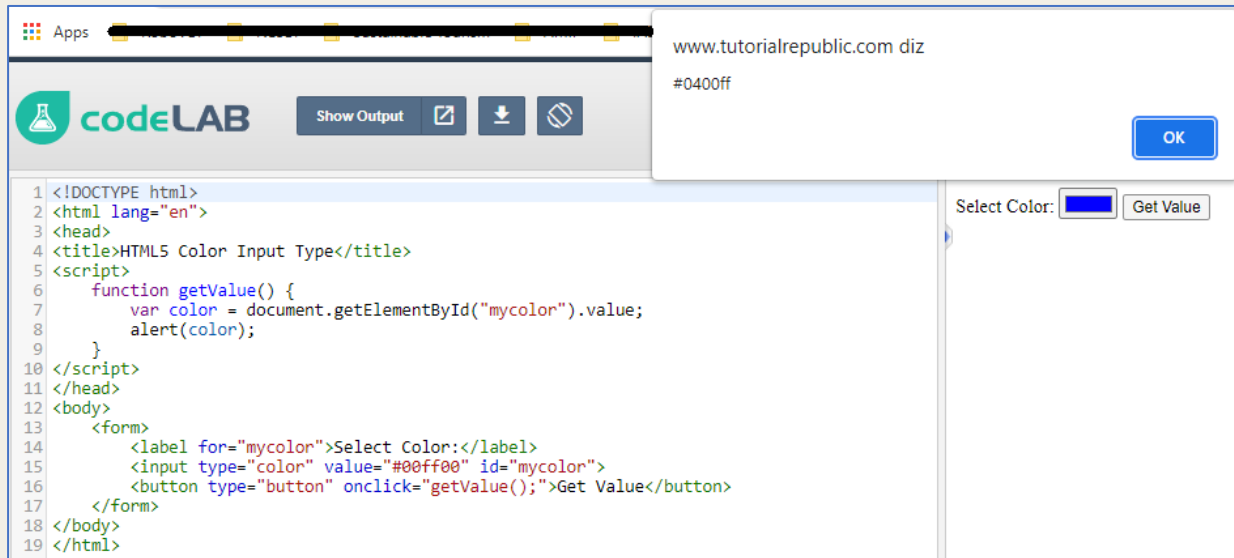 Apps
www.tutorialrepublic.com diz
#0400ff
OK
codeLAB
Show Output
1 <!DOCTYPE html>
2 <html lang="en">
3 <head>
4 <title>HTML5 Color Input Type</title>
5 <script>
6     function getValue() {
7         var color = document.getElementById("mycolor").value;
8         alert(color);
9     }
10 </script>
11 </head>
12 <body>
13     <form>
14         <label for="mycolor">Select Color:</label>
15         <input type="color" value="#00ff00" id="mycolor">
16         <button type="button" onclick="getValue();">Get Value</button>
17     </form>
18 </body>
19 </html>
Select Color: Get Value